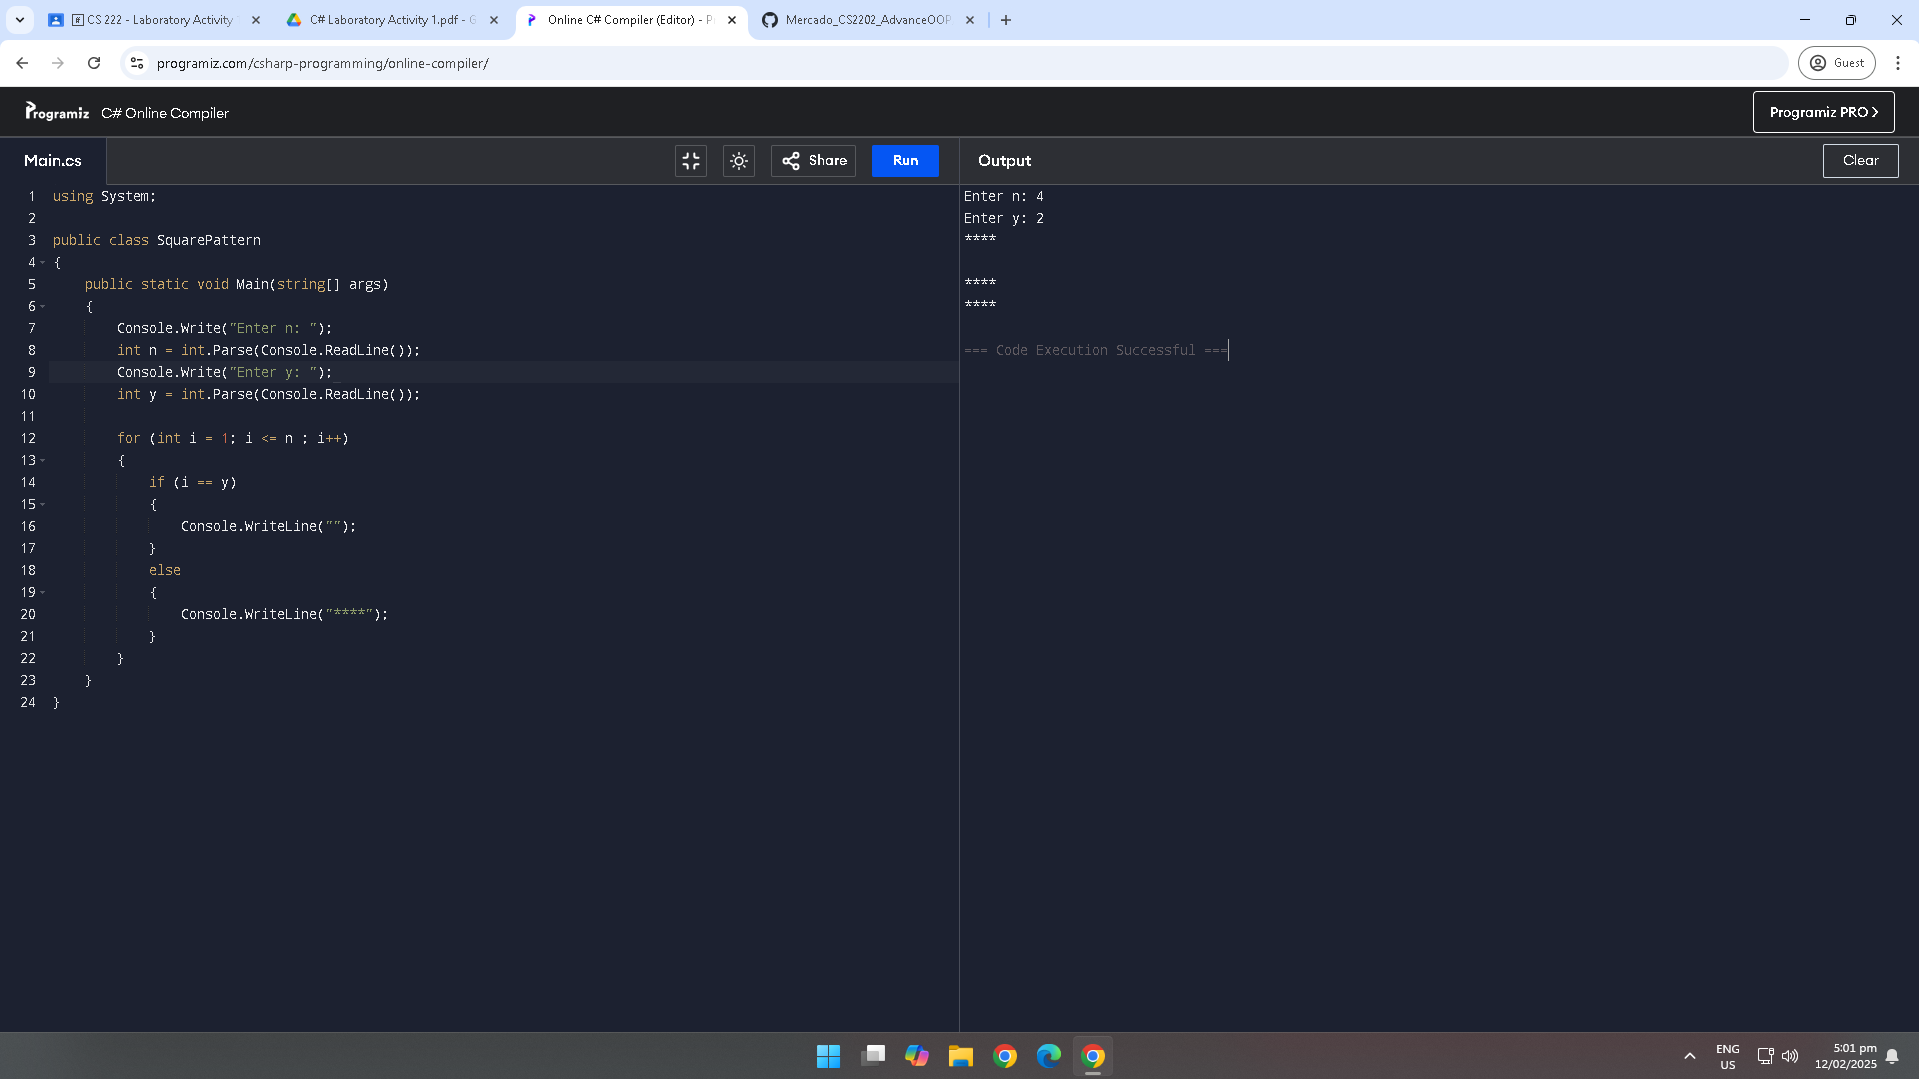 CS 222 - Laboratory Activity
C# Laboratory Activity 1.pdf - G
Online C# Compiler (Editor) - P
Mercado_CS2202_AdvanceOOP
programiz.com/csharp-programming/online-compiler/
Guest
Programiz C# Online Compiler
Programiz PRO
Main.cs
Share
Run
Output
Clear
1 using System;
2
3 public class SquarePattern
4 {
5 public static void Main(string[] args)
6 {
7 Console.Write("Enter n: ");
8 int n = int.Parse(Console.ReadLine());
9 Console.Write("Enter y: ");
10 int y = int.Parse(Console.ReadLine());
11
12 for (int i = 1; i <= n ; i++)
13 {
14 if (i == y)
15 {
16 Console.WriteLine("");
17 }
18 else
19 {
20 Console.WriteLine("****");
21 }
22 }
23 }
24 }
Enter n: 4
Enter y: 2
****
****
****
=== Code Execution Successful ===
ENG
US
5:01 pm
12/02/2025